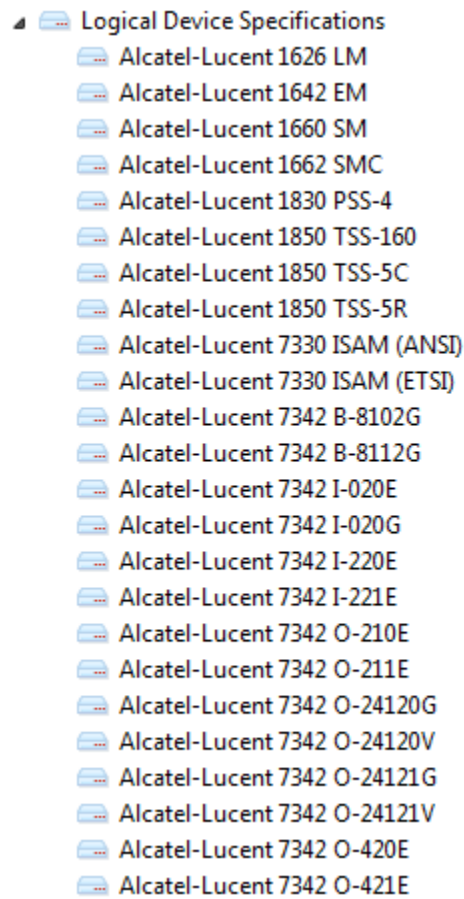 Logical Device Specifications
Alcatel-Lucent 1626 LM
Alcatel-Lucent 1642 EM
Alcatel-Lucent 1660 SM
Alcatel-Lucent 1662 SMC
Alcatel-Lucent 1830 PSS-4
Alcatel-Lucent 1850 TSS-160
Alcatel-Lucent 1850 TSS-5C
Alcatel-Lucent 1850 TSS-5R
Alcatel-Lucent 7330 ISAM (ANSI)
Alcatel-Lucent 7330 ISAM (ETSI)
Alcatel-Lucent 7342 B-8102G
Alcatel-Lucent 7342 B-8112G
Alcatel-Lucent 7342 I-020E
Alcatel-Lucent 7342 I-020G
Alcatel-Lucent 7342 I-220E
Alcatel-Lucent 7342 I-221E
Alcatel-Lucent 7342 O-210E
Alcatel-Lucent 7342 O-211E
Alcatel-Lucent 7342 O-24120G
Alcatel-Lucent 7342 O-24120V
Alcatel-Lucent 7342 O-24121G
Alcatel-Lucent 7342 O-24121V
Alcatel-Lucent 7342 O-420E
Alcatel-Lucent 7342 O-421E